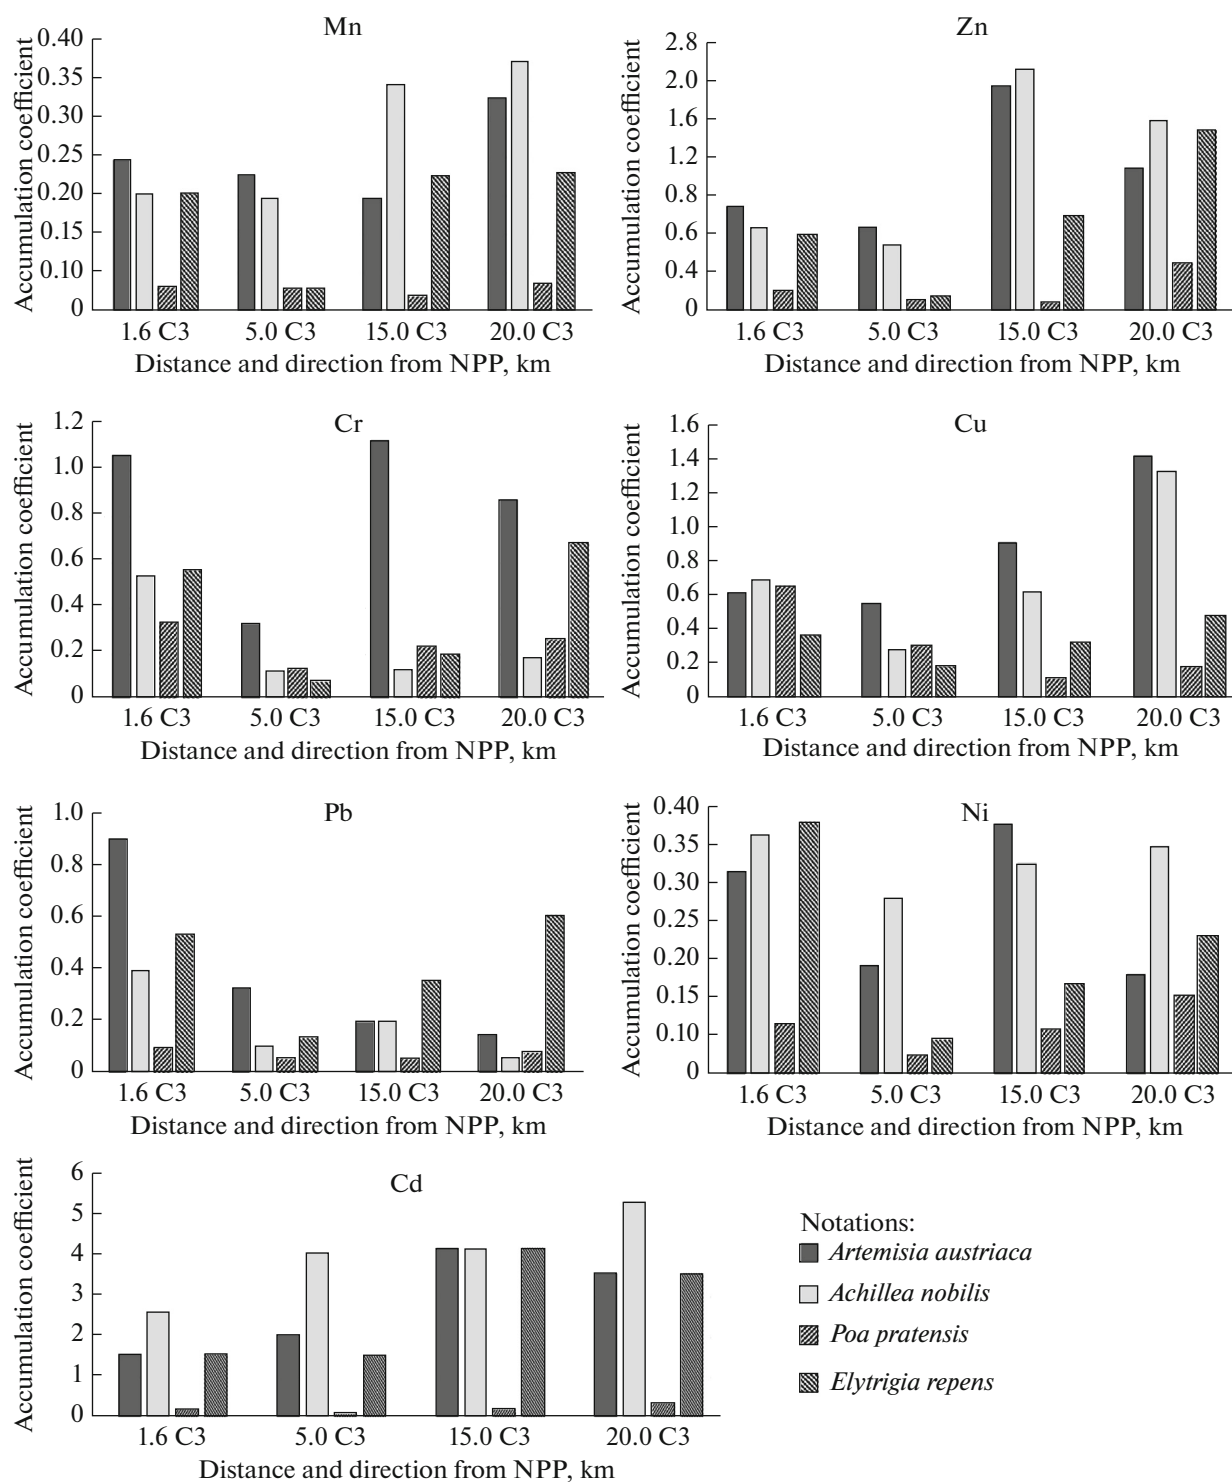 Mn
Accumulation coefficient
0.40
0.35
0.30
0.25
0.20
0.15
0.10
0
1.6 C3
5.0 C3
15.0 C3
20.0 C3
Distance and direction from NPP, km
Zn
Accumulation coefficient
2.8
2.0
1.6
1.2
0.8
0.6
0.4
0
1.6 C3
5.0 C3
15.0 C3
20.0 C3
Distance and direction from NPP, km
Cr
Accumulation coefficient
1.2
1.0
0.8
0.6
0.4
0.2
0
1.6 C3
5.0 C3
15.0 C3
20.0 C3
Distance and direction from NPP, km
Cu
Accumulation coefficient
1.6
1.4
1.2
1.0
0.8
0.6
0.4
0.2
0
1.6 C3
5.0 C3
15.0 C3
20.0 C3
Distance and direction from NPP, km
Pb
Accumulation coefficient
1.0
0.8
0.6
0.4
0.2
0
1.6 C3
5.0 C3
15.0 C3
20.0 C3
Distance and direction from NPP, km
Ni
Accumulation coefficient
0.40
0.35
0.30
0.25
0.20
0.15
0.10
0
1.6 C3
5.0 C3
15.0 C3
20.0 C3
Distance and direction from NPP, km
Cd
Accumulation coefficient
6
5
4
3
2
1
0
1.6 C3
5.0 C3
15.0 C3
20.0 C3
Distance and direction from NPP, km
Notations:
Artemisia austriaca
Achillea nobilis
Poa pratensis
Elytrigia repens